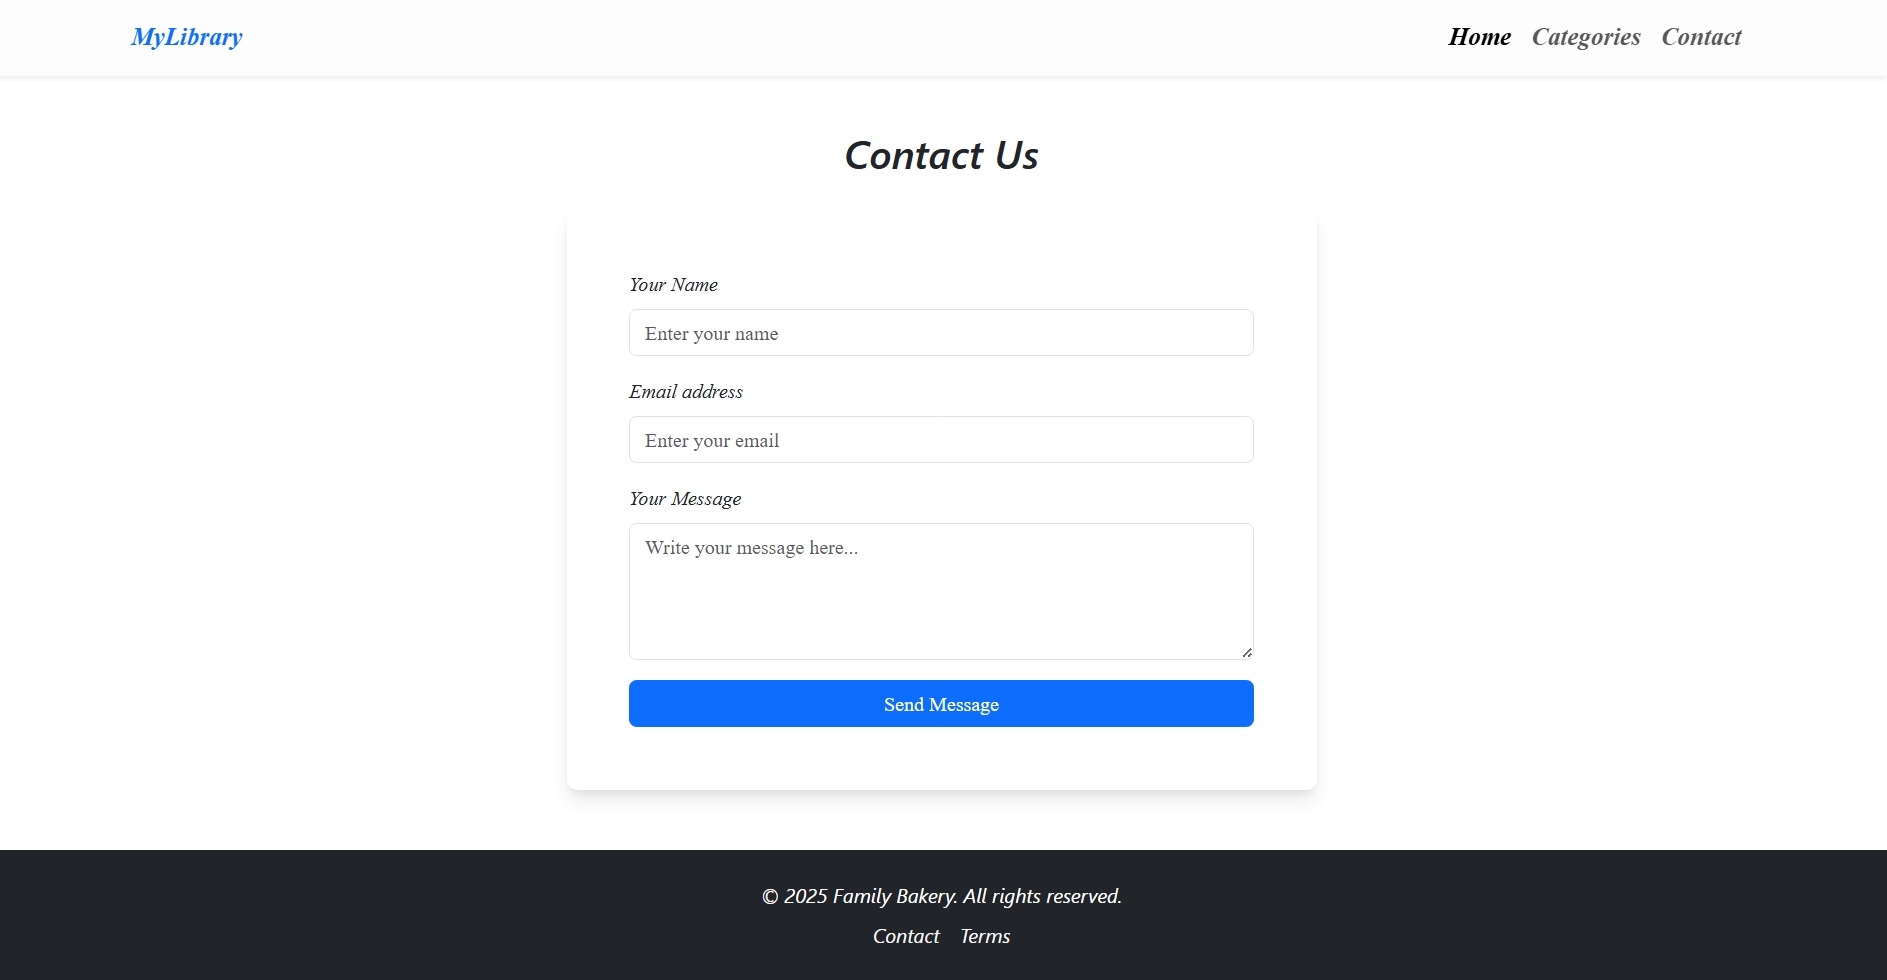 MyLibrary Home Categories Contact
Contact Us
Your Name
Enter your name
Email address
Enter your email
Your Message
Write your message here...
Send Message
© 2025 Family Bakery. All rights reserved.
Contact Terms